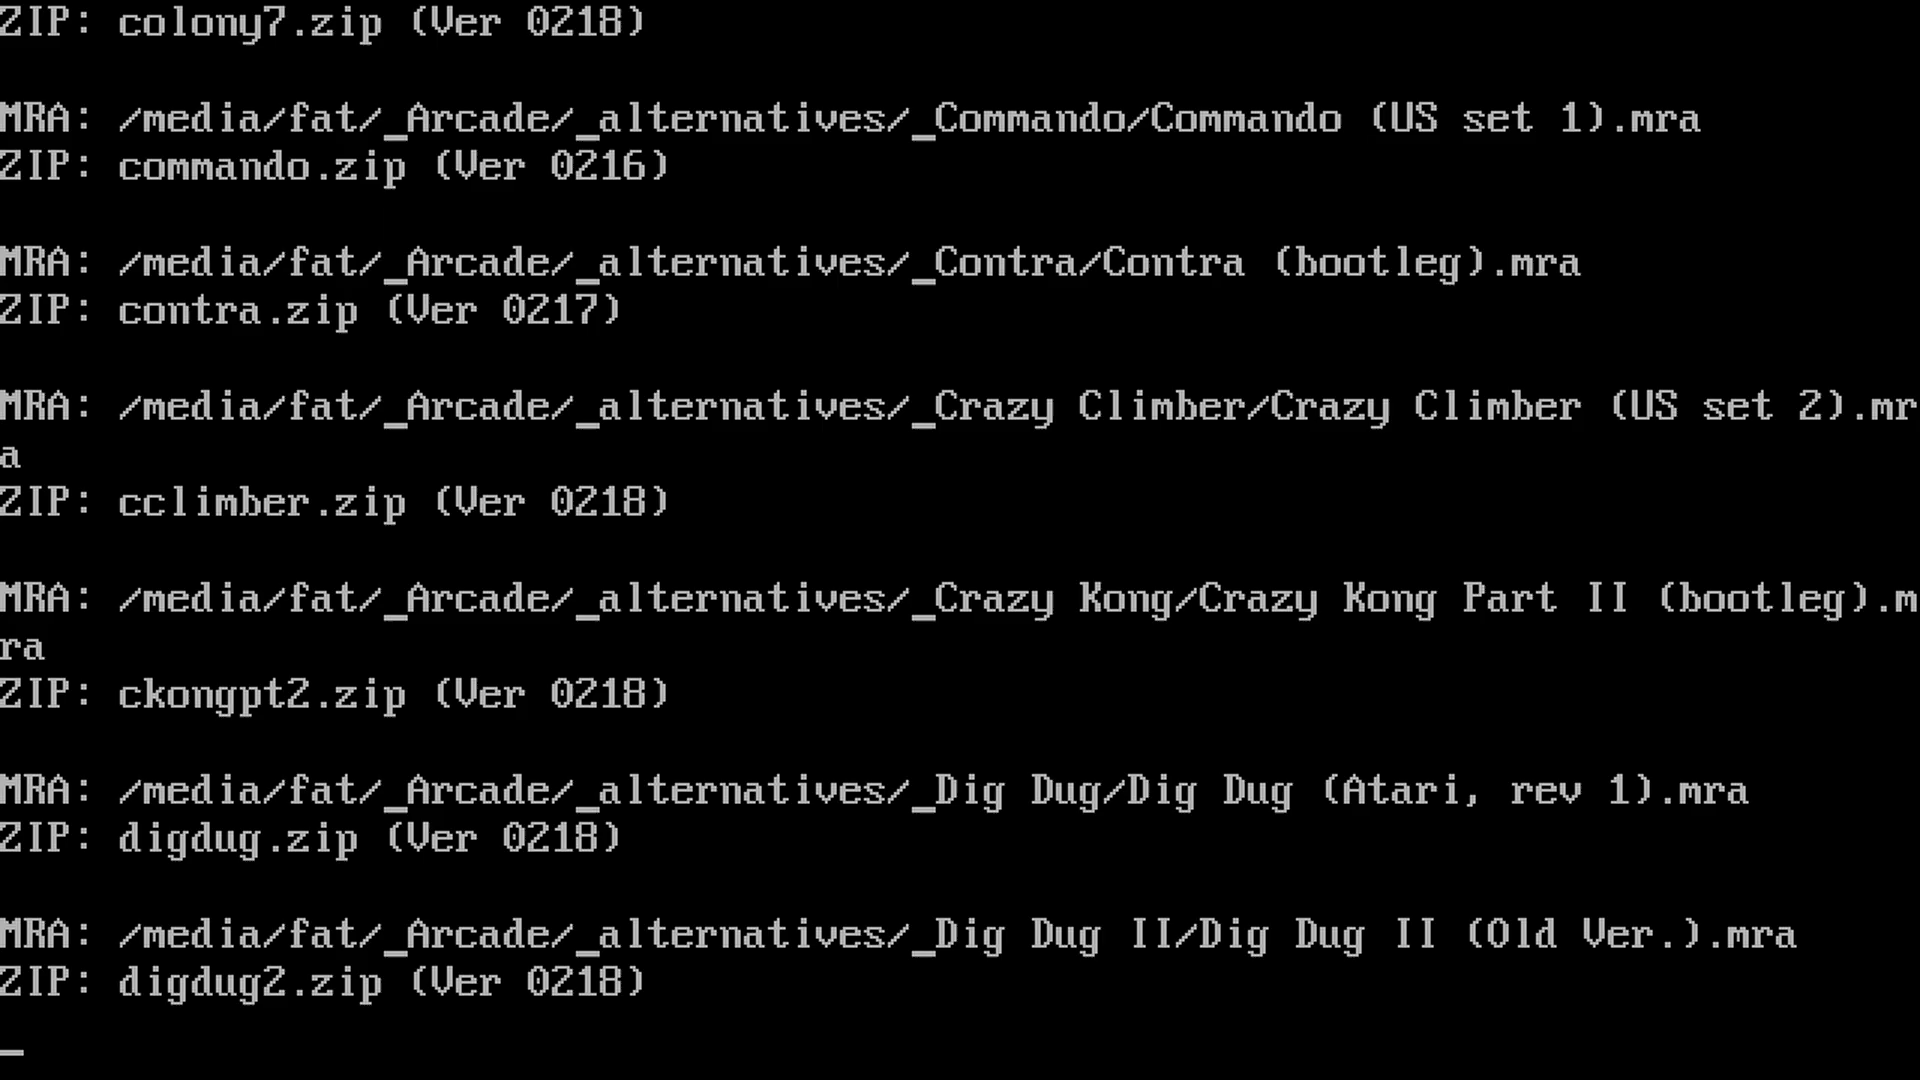 ZIP: colony7.zip (Ver 0218)
MRA: /media/fat/_Arcade/_alternatives/_Commando/Commando (US set 1).mra
ZIP: commando.zip (Ver 0216)
MRA: /media/fat/_Arcade/_alternatives/_Contra/Contra (bootleg).mra
ZIP: contra.zip (Ver 0217)
MRA: /media/fat/_Arcade/_alternatives/_Crazy Climber/Crazy Climber (US set 2).mr
a
ZIP: cclimber.zip (Ver 0218)
MRA: /media/fat/_Arcade/_alternatives/_Crazy Kong/Crazy Kong Part II (bootleg).m
ra
ZIP: ckongpt2.zip (Ver 0218)
MRA: /media/fat/_Arcade/_alternatives/_Dig Dug/Dig Dug (Atari, rev 1).mra
ZIP: digdug.zip (Ver 0218)
MRA: /media/fat/_Arcade/_alternatives/_Dig Dug II/Dig Dug II (Old Ver.).mra
ZIP: digdug2.zip (Ver 0218)
_